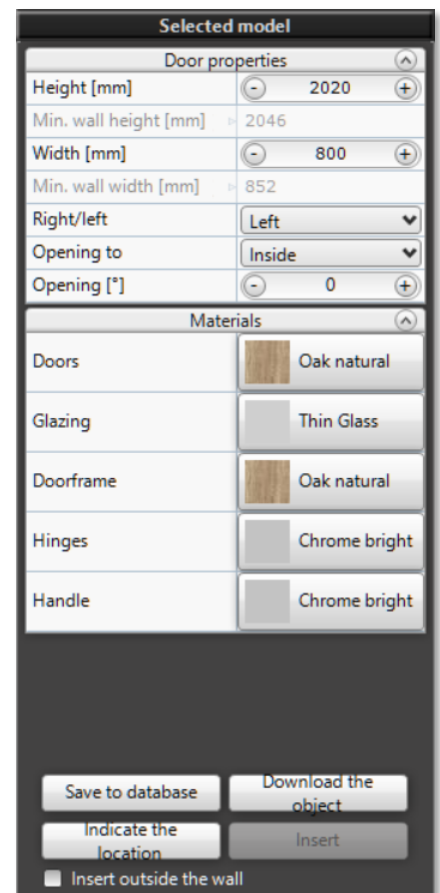 Selected model
Door properties
Height [mm] - 2020 +
Min. wall height [mm] 2046
Width [mm] - 800 +
Min. wall width [mm] 852
Right/left Left
Opening to Inside
Opening [°] - 0 +
Materials
Doors Oak natural
Glazing Thin Glass
Doorframe Oak natural
Hinges Chrome bright
Handle Chrome bright
Save to database
Download the
object
Indicate the
location
Insert
Insert outside the wall